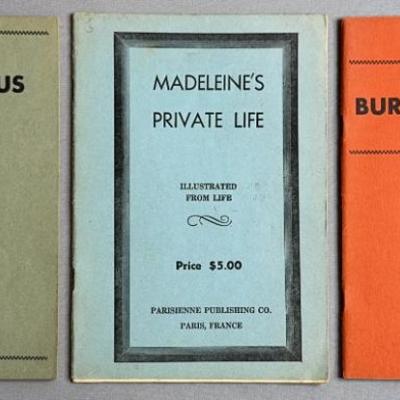 US
MADELEINE'S
PRIVATE LIFE
ILLUSTRATED
FROM LIFE
Price $5.00
PARISIENNE PUBLISHING CO.
PARIS, FRANCE
BUR